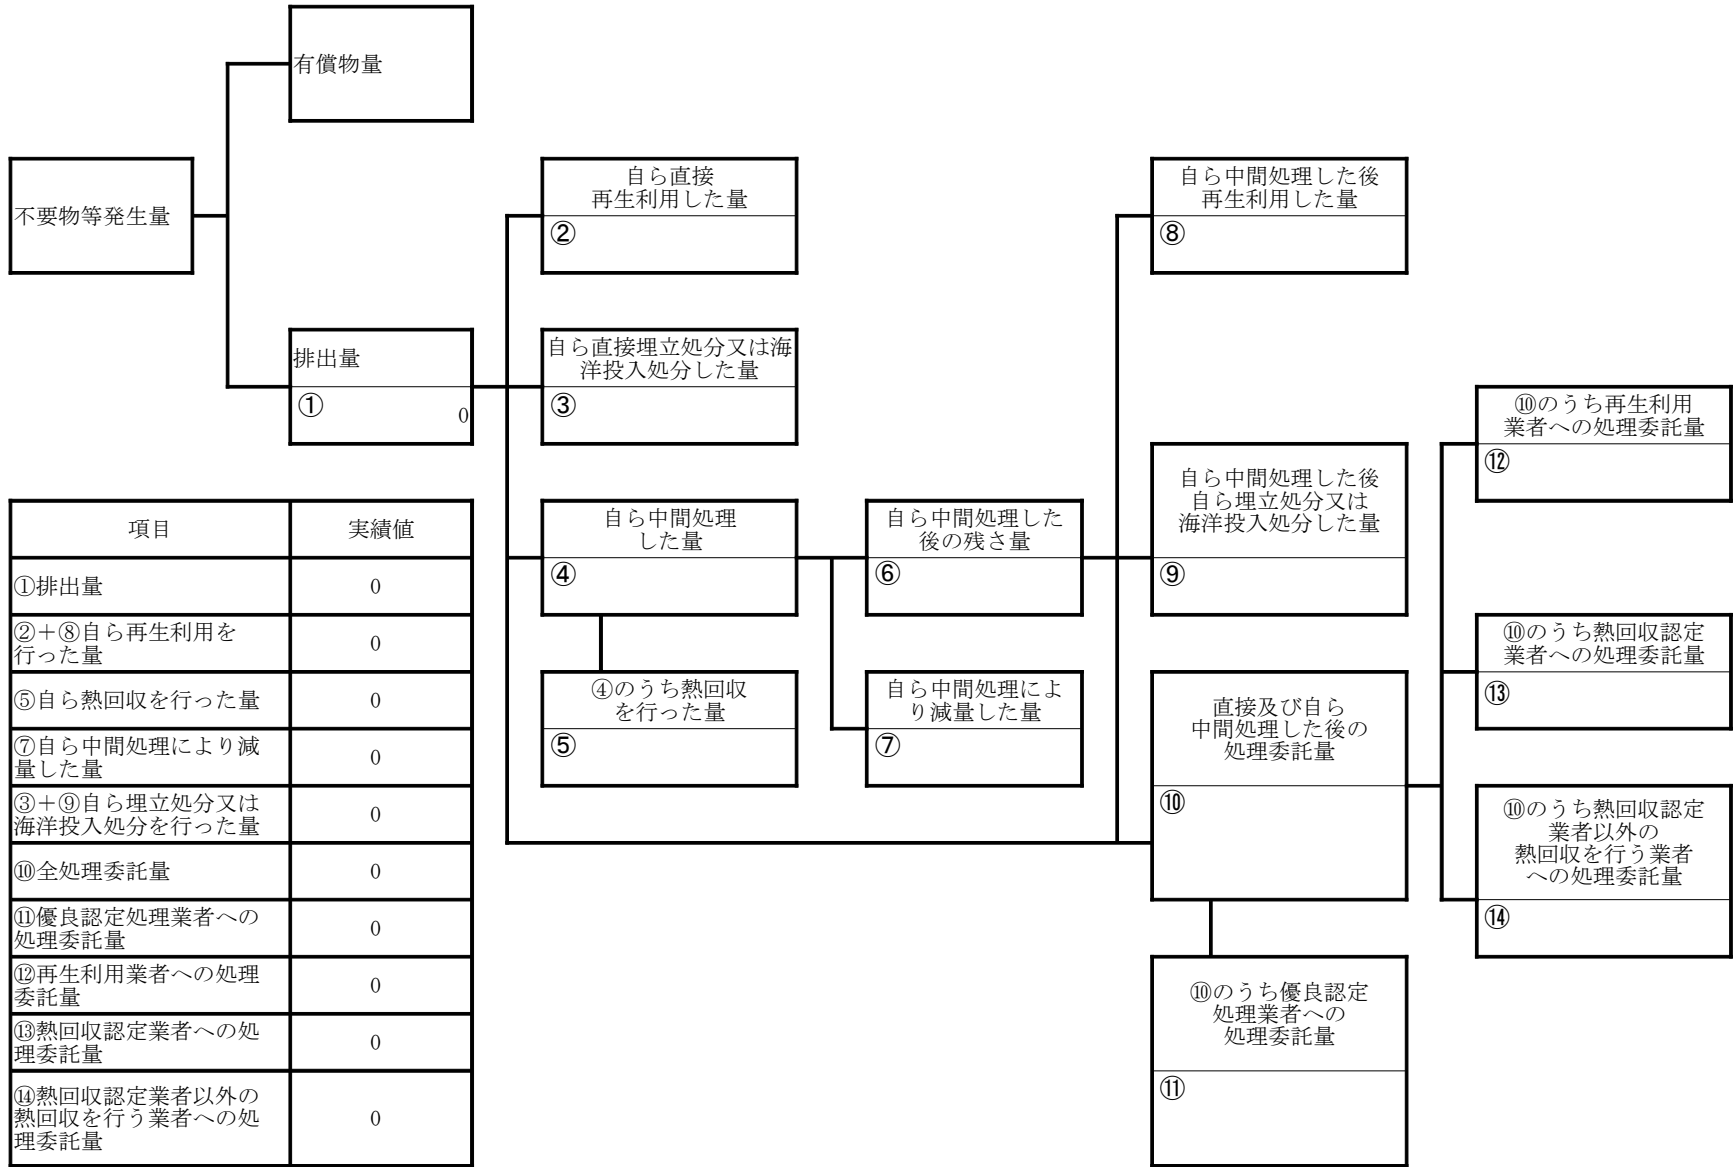 有償物量
不要物等発生量
自ら直接
再生利用した量
②
自ら中間処理した後
再生利用した量
⑧
排出量
①
0
自ら直接埋立処分又は海
洋投入処分した量
③
⑩のうち再生利用
業者への処理委託量
⑫
自ら中間処理
した量
④
自ら中間処理した
後の残さ量
⑥
自ら中間処理した後
自ら埋立処分又は
海洋投入処分した量
⑨
④のうち熱回収
を行った量
⑤
自ら中間処理によ
り減量した量
⑦
直接及び自ら
中間処理した後の
処理委託量
⑩
⑩のうち熱回収認定
業者への処理委託量
⑬
⑩のうち熱回収認定
業者以外の
熱回収を行う業者
への処理委託量
⑭
⑩のうち優良認定
処理業者への
処理委託量
⑪
項目 実績値
①排出量 0
②+⑧自ら再生利用を
行った量 0
⑤自ら熱回収を行った量 0
⑦自ら中間処理により減
量した量 0
③+⑨自ら埋立処分又は
海洋投入処分を行った量 0
⑩全処理委託量 0
⑪優良認定処理業者への
処理委託量 0
⑫再生利用業者への処理
委託量 0
⑬熱回収認定業者への処
理委託量 0
⑭熱回収認定業者以外の
熱回収を行う業者への処 0
理委託量